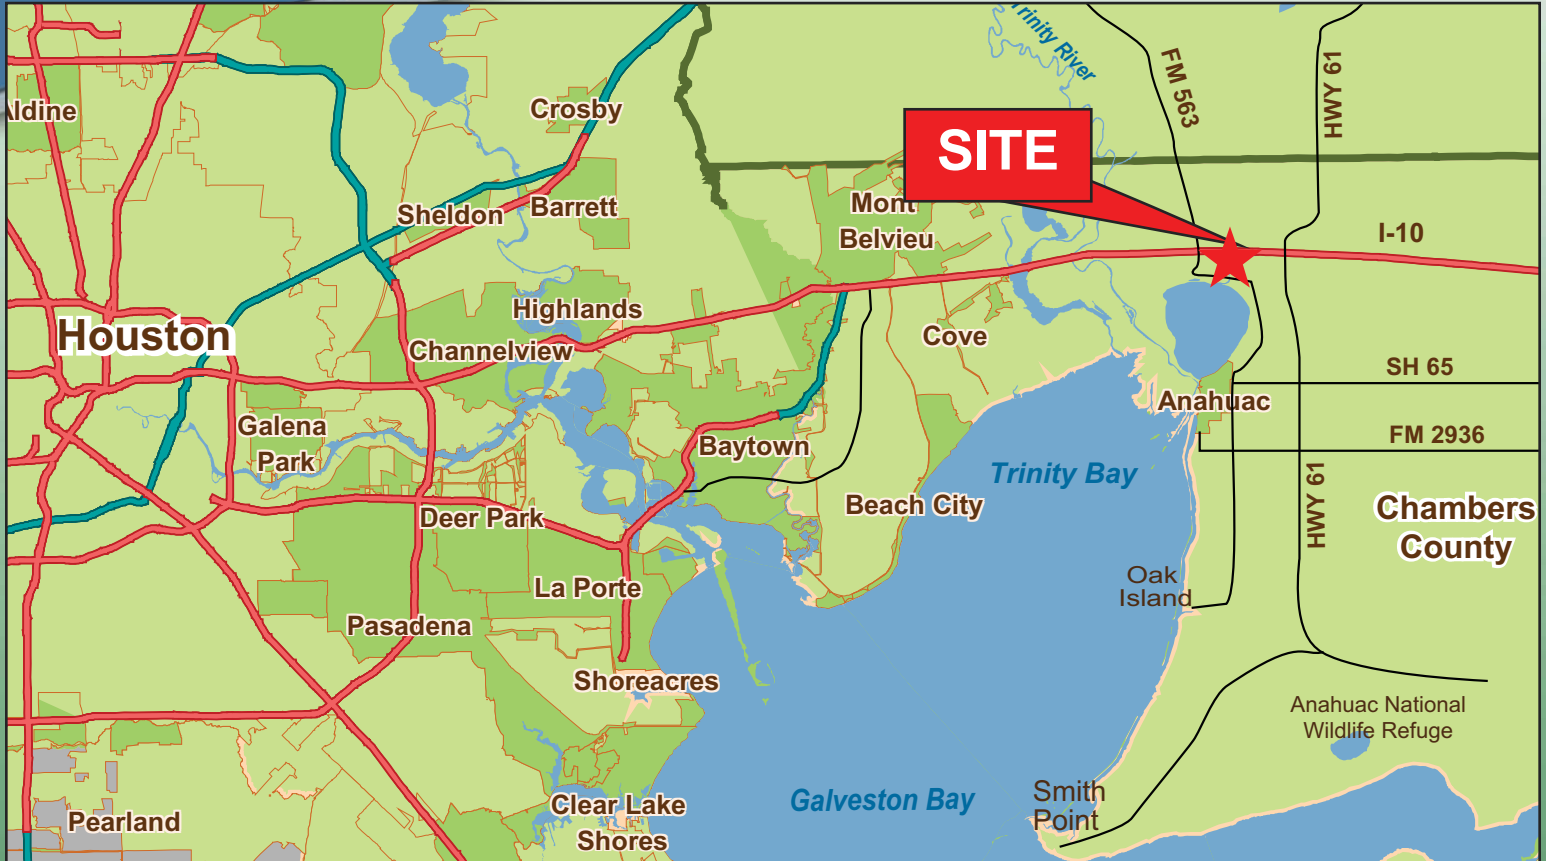 Trinity River
FM 563
HWY 61
Aldine
Crosby
SITE
Sheldon
Barrett
Mont
Belvieu
I-10
Highlands
Houston
Channelview
Cove
SH 65
Anahuac
Galena
Park
Baytown
FM 2936
Trinity Bay
HWY 61
Beach City
Deer Park
Chambers
County
La Porte
Oak
Island
Pasadena
Shoreacres
Anahuac National
Wildlife Refuge
Smith
Point
Galveston Bay
Clear Lake
Shores
Pearland